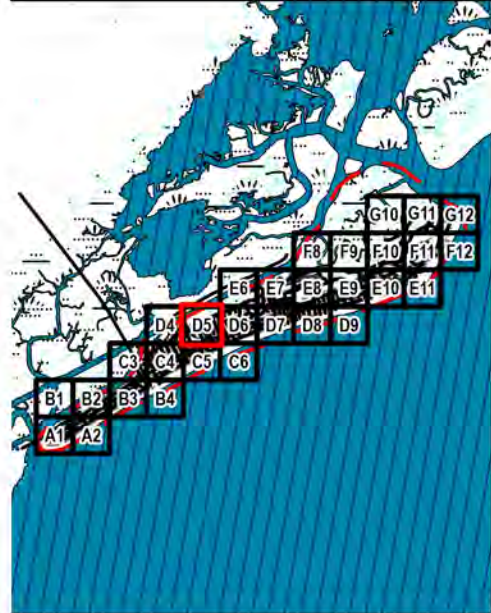 G10 G11 G12
F8 F9 F10 F11 F12
E6 E7 E8 E9 E10 E11
D4 D5 D6 D7 D8 D9
C3 C4 C5 C6
B1 B2 B3 B4
A1 A2